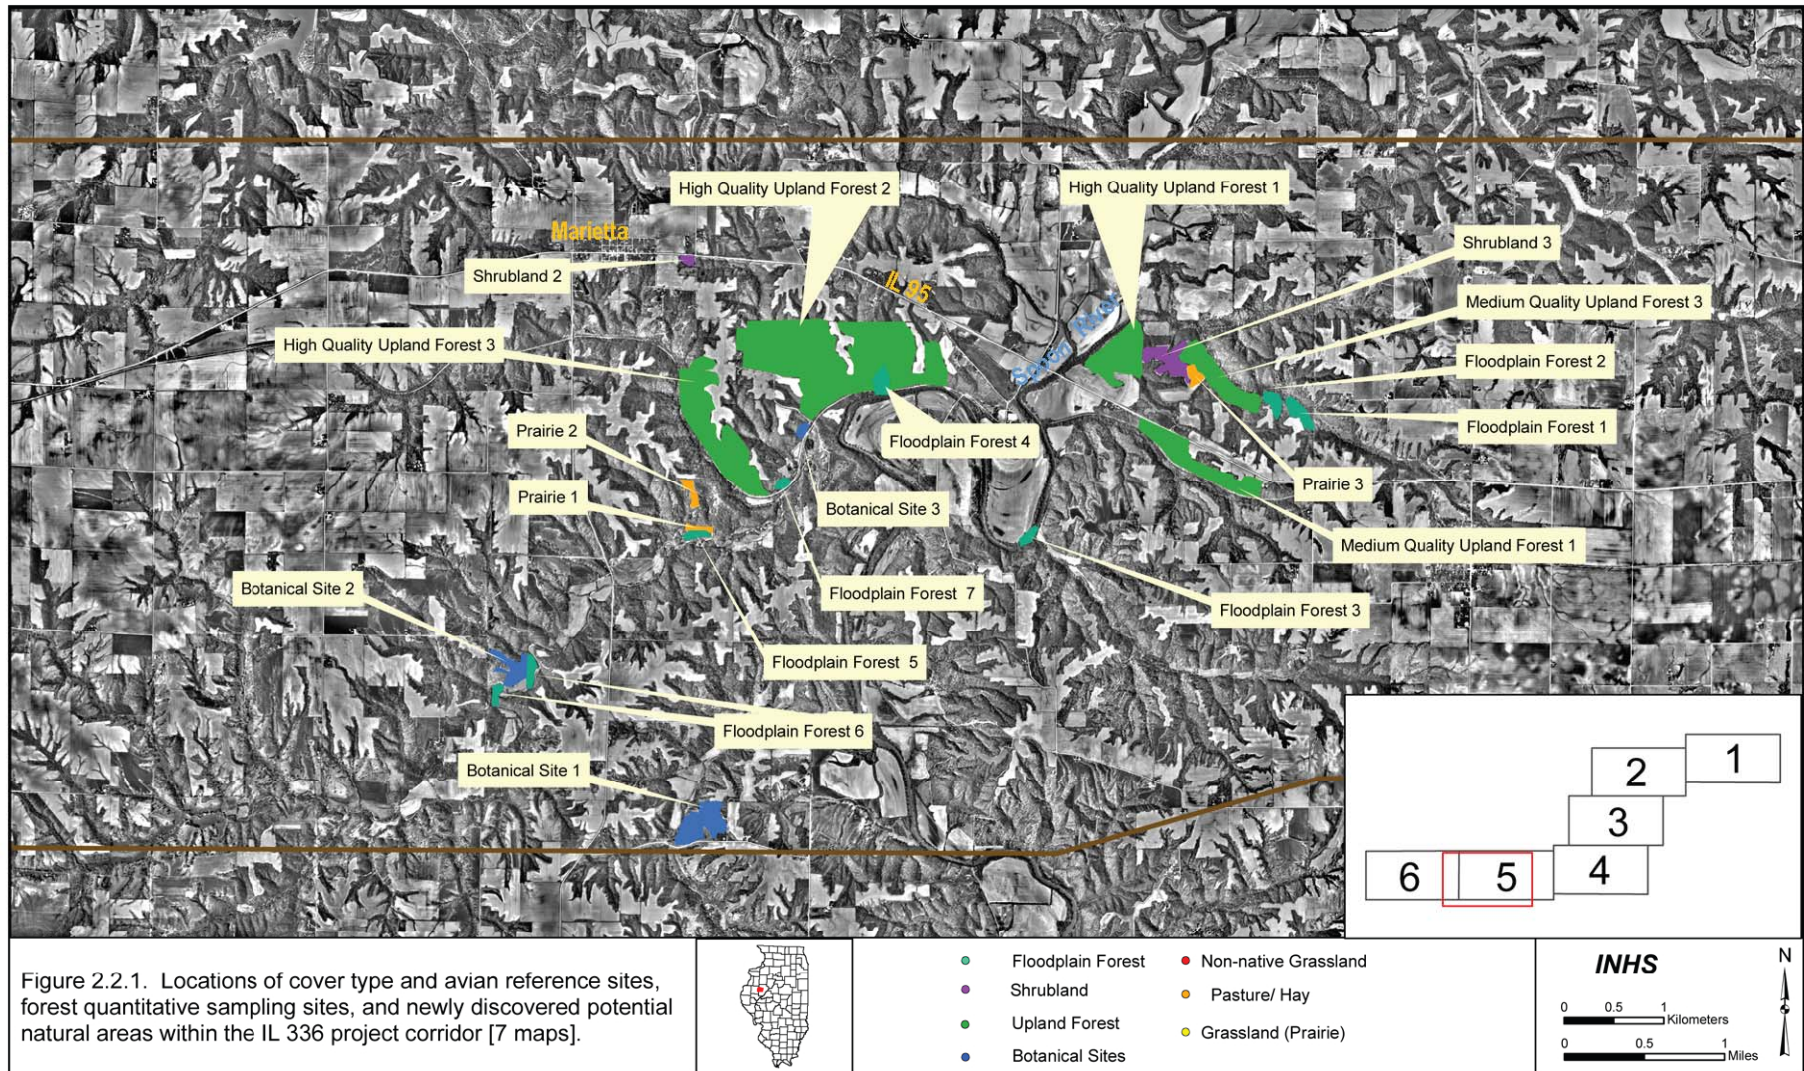 High Quality Upland Forest 2
High Quality Upland Forest 1
Marietta
Shrubland 3
Shrubland 2
IL 95
Medium Quality Upland Forest 3
Spoon River
High Quality Upland Forest 3
Floodplain Forest 2
Prairie 2
Floodplain Forest 4
Floodplain Forest 1
Prairie 3
Prairie 1
Botanical Site 3
Medium Quality Upland Forest 1
Botanical Site 2
Floodplain Forest 7
Floodplain Forest 3
Floodplain Forest 5
Floodplain Forest 6
Botanical Site 1
1
2
3
4
5
6
Figure 2.2.1. Locations of cover type and avian reference sites,
forest quantitative sampling sites, and newly discovered potential
natural areas within the IL 336 project corridor [7 maps].
Floodplain Forest
Shrubland
Upland Forest
Botanical Sites
Non-native Grassland
Pasture/ Hay
Grassland (Prairie)
INHS
N
0 0.5 1
Kilometers
0 0.5 1
Miles